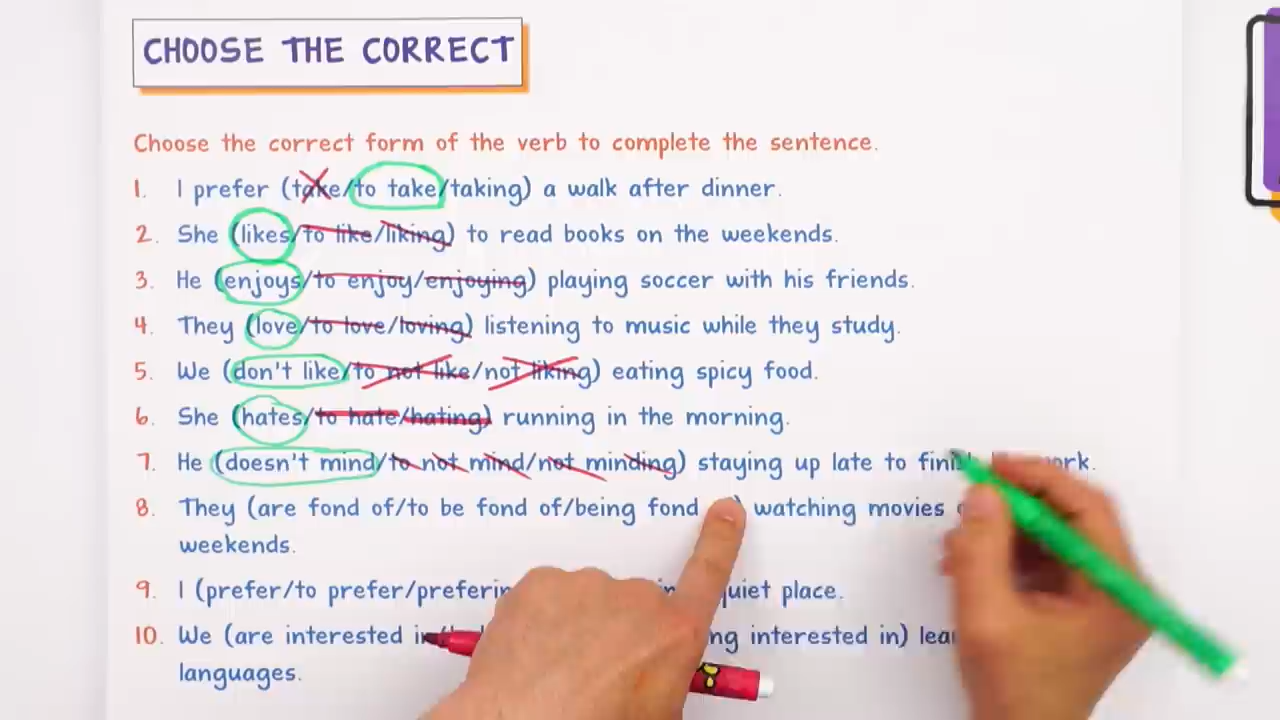 CHOOSE THE CORRECT
Choose the correct form of the verb to complete the sentence.
1. I prefer (take/to take/taking) a walk after dinner.
2. She (likes/to like/liking) to read books on the weekends.
3. He (enjoys/to enjoy/enjoying) playing soccer with his friends.
4. They (love/to love/loving) listening to music while they study.
5. We (don't like/to not like/not liking) eating spicy food.
6. She (hates/to hate/hating) running in the morning.
7. He (doesn't mind/to not mind/not minding) staying up late to finish
8. They (are fond of/to be fond of/being fond watching movies
weekends.
9. I (prefer/to prefer/ quiet place.
10. We (are interested interested in)
languages.